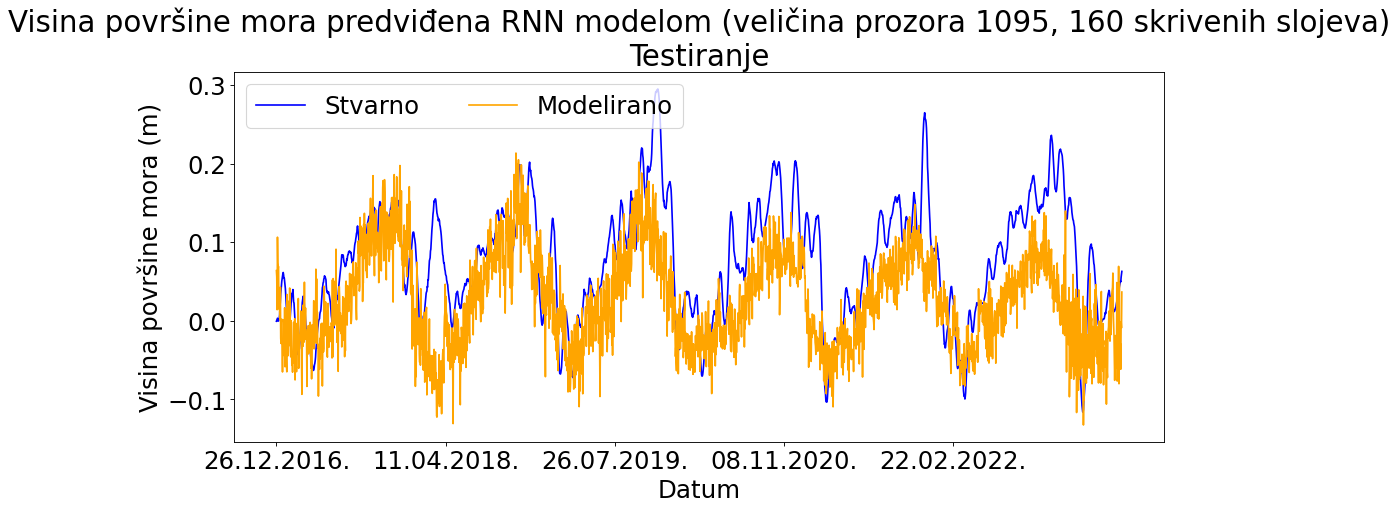 Visina površine mora predviđena RNN modelom (veličina prozora 1095, 160 skrivenih slojeva)
Testiranje
Stvarno Modelirano
Visina površine mora (m)
0.3
0.2
0.1
0.0
−0.1
26.12.2016. 11.04.2018. 26.07.2019. 08.11.2020. 22.02.2022.
Datum